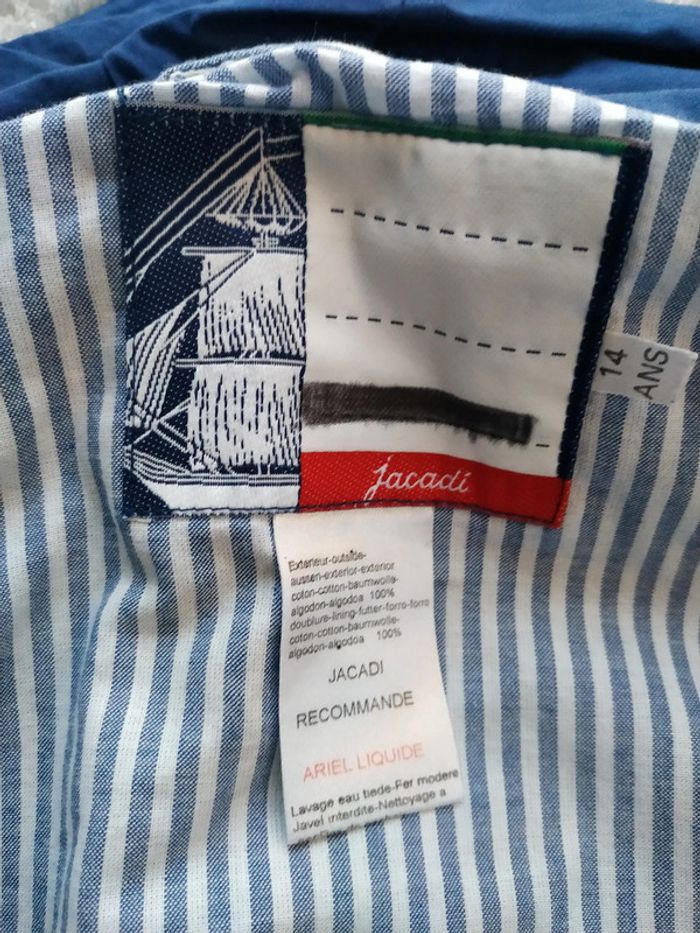 jacadi
14
ANS
Exterieur-outside-
aussen-exterior-exterior
coton-cotton-baumwolle-
algodon-algodoa 100%
doublure-lining-futter-forro-forro
coton-cotton-baumwolle-
algodon-algodoa 100%
JACADI
RECOMMANDE
ARIEL LIQUIDE
Lavage eau tiede-Fer modere
Javel interdite-Nettoyage a